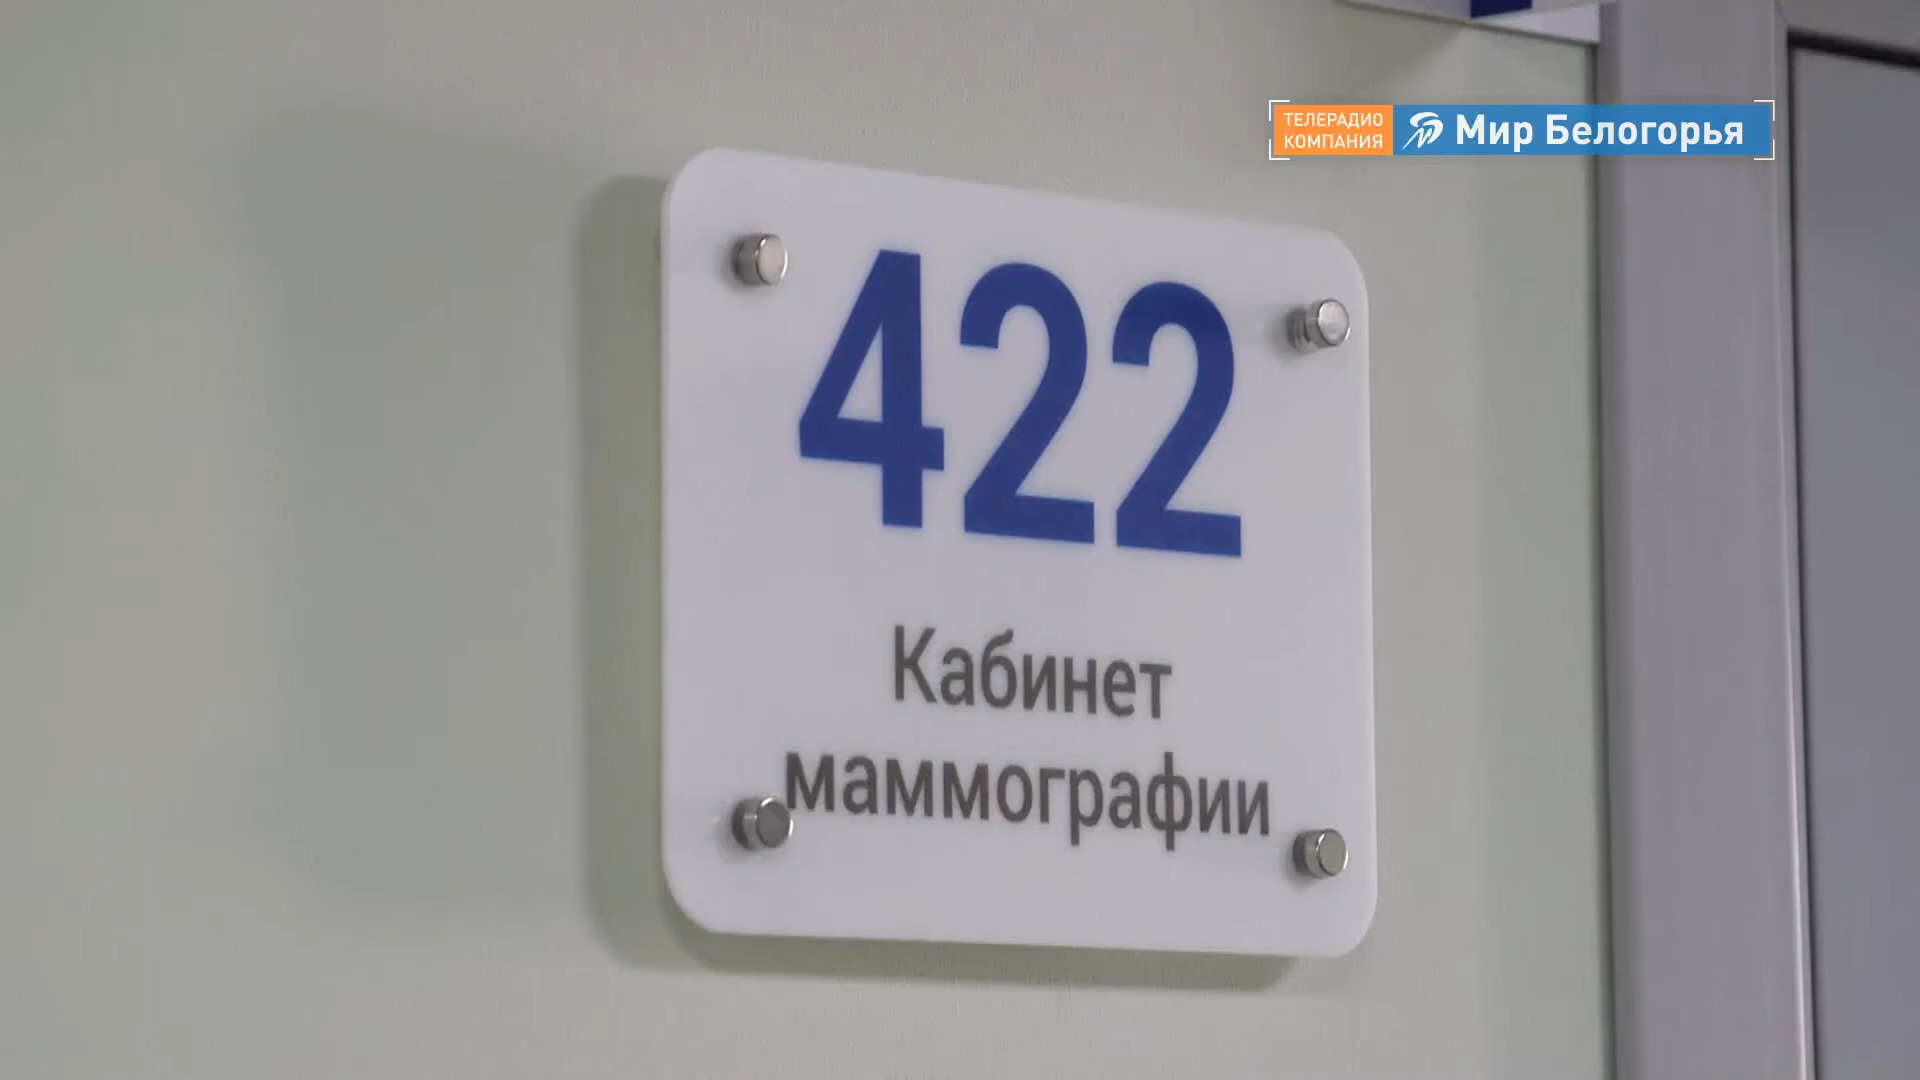 ТЕЛЕРАДИО
КОМПАНИЯ
Мир Белогорья
422
Кабинет
маммографии